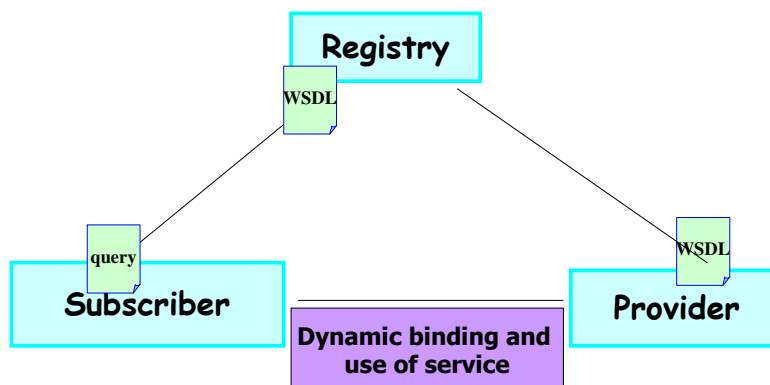 Registry
WSDL
query
WSDL
Subscriber
Provider
Dynamic binding and
use of service